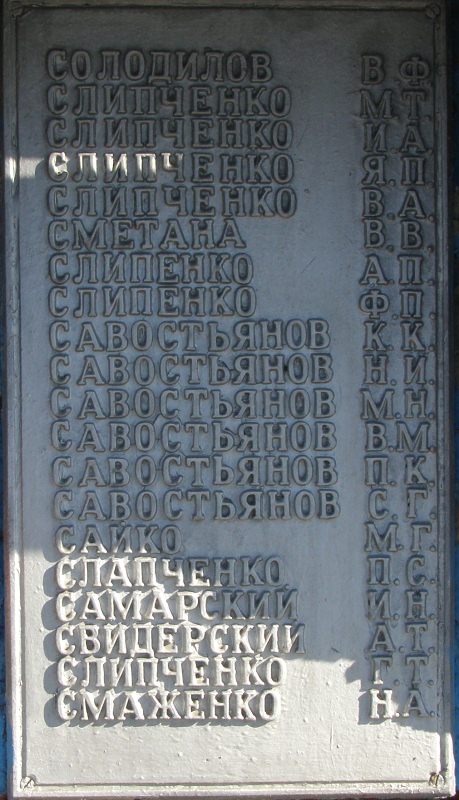 СОЛОДИЛОВ В.Ф.
СЛИПЧЕНКО М.Т.
СЛИПЧЕНКО И.А.
СЛИПЧЕНКО Я.П.
СЛИПЧЕНКО В.А.
СМЕТАНА В.В.
СЛИПЕНКО А.П.
СЛИПЕНКО Ф.П.
САВОСТЬЯНОВ К.К.
САВОСТЬЯНОВ Н.И.
САВОСТЬЯНОВ М.Н.
САВОСТЬЯНОВ В.М.
САВОСТЬЯНОВ П.К.
САВОСТЬЯНОВ С.Г.
САЙКО М.Г.
СЛАПЧЕНКО П.С.
САМАРСКИЙ И.Н.
СВИДЕРСКИЙ А.Т.
СЛИПЧЕНКО Г.Т.
СМАЖЕНКО Н.А.